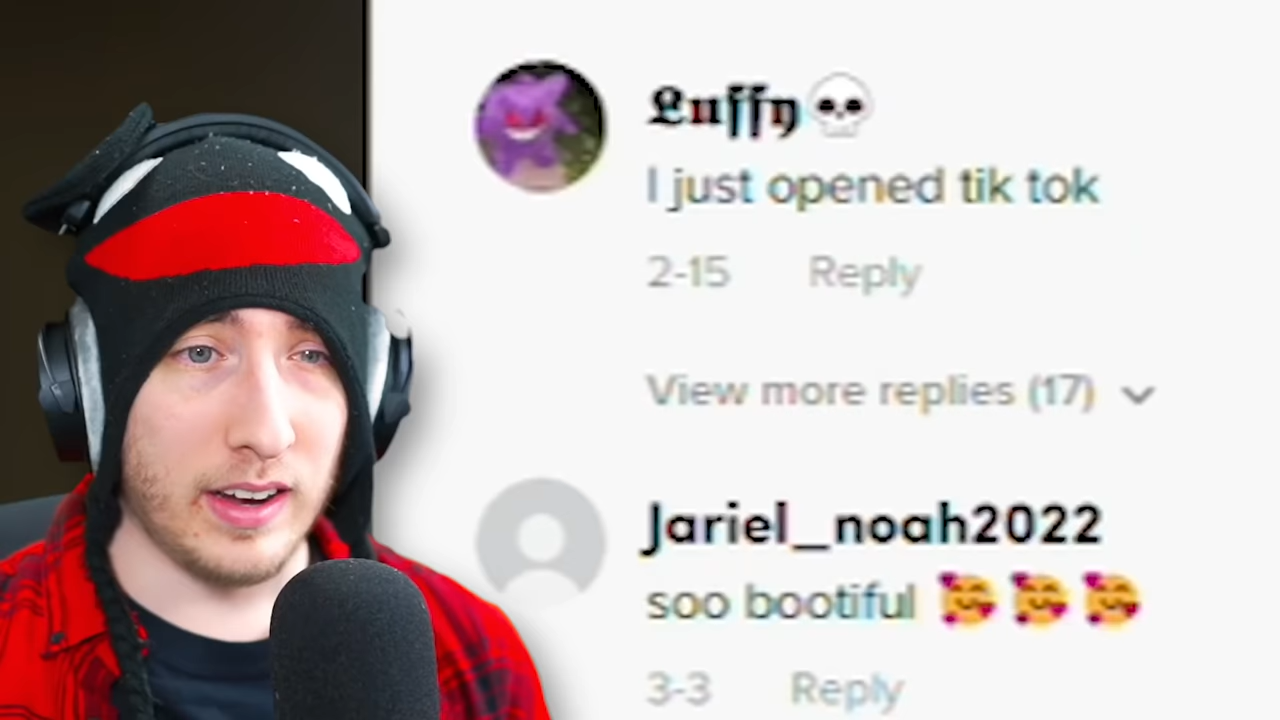 𝕷𝖚𝖋𝖋𝖞💀
I just opened tik tok
2-15 Reply
View more replies (17)
Jariel_noah2022
soo bootiful 🥰 🥰 🥰
3-3 Reply